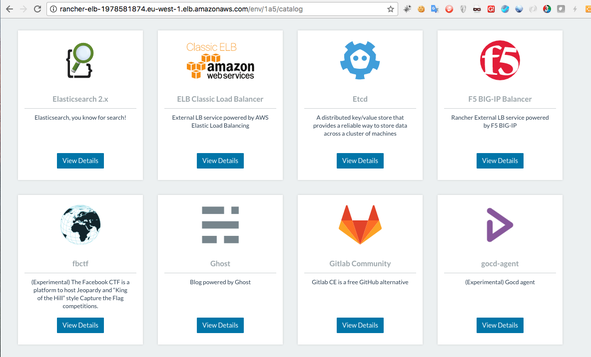 rancher-elb-1978581874.eu-west-1.elb.amazonaws.com/env/1a5/catalog
Elasticsearch 2.x
Elasticsearch, you know for search!
View Details
Classic ELB
amazon
web services
ELB Classic Load Balancer
External LB service powered by AWS
Elastic Load Balancing
View Details
Etcd
A distributed key/value store that
provides a reliable way to store data
across a cluster of machines
View Details
f5
F5 BIG-IP Balancer
Rancher External LB service powered
by F5 BIG-IP
View Details
fbctf
(Experimental) The Facebook CTF is a
platform to host Jeopardy and "King
of the Hill" style Capture the Flag
competitions.
View Details
Ghost
Blog powered by Ghost
View Details
Gitlab Community
Gitlab CE is a free GitHub alternative
View Details
gocd-agent
(Experimental) Gocd agent
View Details